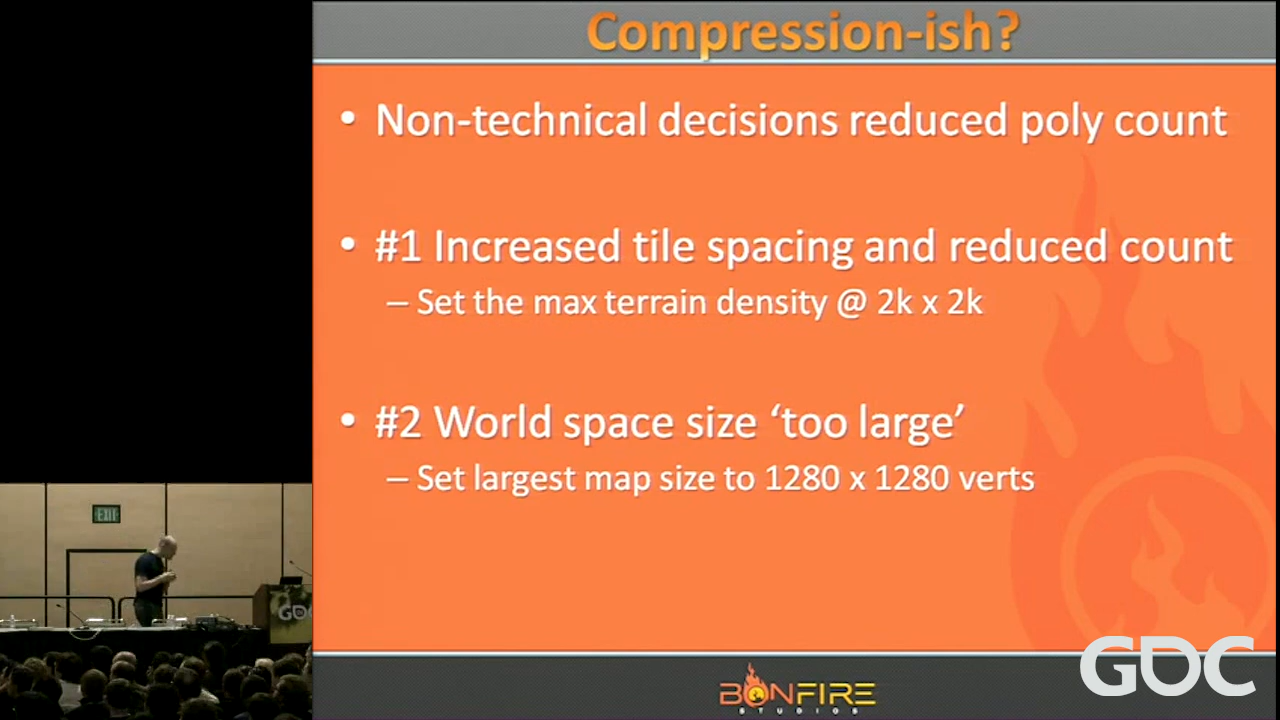 Compression-ish?
• Non-technical decisions reduced poly count
• #1 Increased tile spacing and reduced count
– Set the max terrain density @ 2k x 2k
• #2 World space size ‘too large’
– Set largest map size to 1280 x 1280 verts
EXIT
GDC
BONFIRE
STUDIOS
GDC